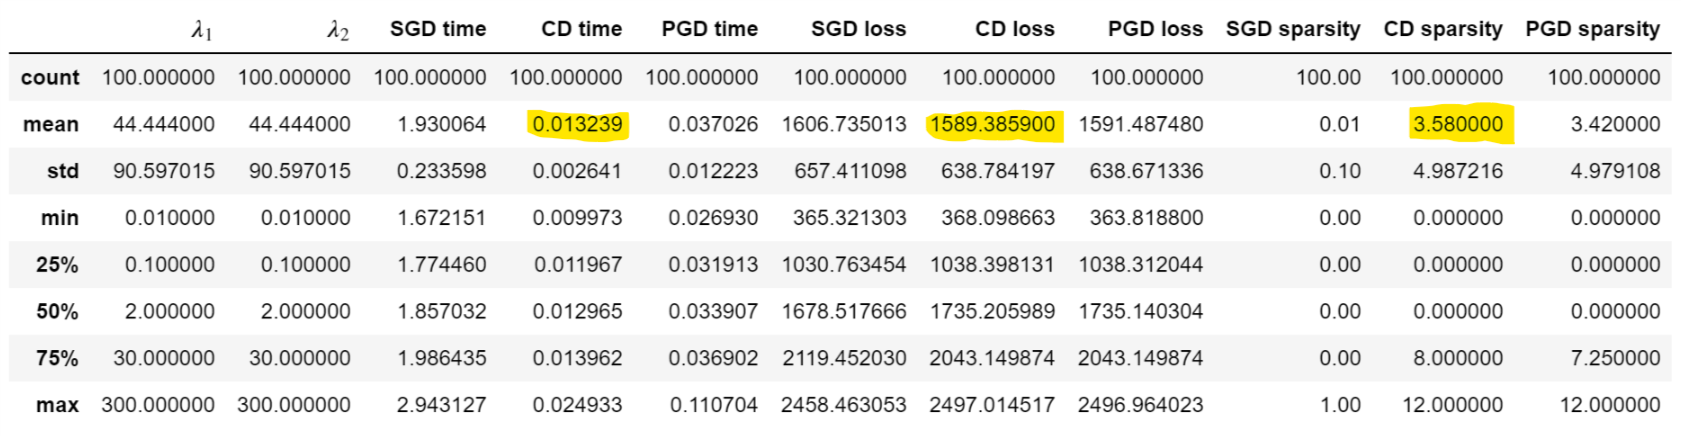 λ1 λ2 SGD time CD time PGD time SGD loss CD loss PGD loss SGD sparsity CD sparsity PGD sparsity
count 100.000000 100.000000 100.000000 100.000000 100.000000 100.000000 100.000000 100.000000 100.00 100.000000 100.000000
mean 44.444000 44.444000 1.930064 0.013239 0.037026 1606.735013 1589.385900 1591.487480 0.01 3.580000 3.420000
std 90.597015 90.597015 0.233598 0.002641 0.012223 657.411098 638.784197 638.671336 0.10 4.987216 4.979108
min 0.010000 0.010000 1.672151 0.009973 0.026930 365.321303 368.098663 363.818800 0.00 0.000000 0.000000
25% 0.100000 0.100000 1.774460 0.011967 0.031913 1030.763454 1038.398131 1038.312044 0.00 0.000000 0.000000
50% 2.000000 2.000000 1.857032 0.012965 0.033907 1678.517666 1735.205989 1735.140304 0.00 0.000000 0.000000
75% 30.000000 30.000000 1.986435 0.013962 0.036902 2119.452030 2043.149874 2043.149874 0.00 8.000000 7.250000
max 300.000000 300.000000 2.943127 0.024933 0.110704 2458.463053 2497.014517 2496.964023 1.00 12.000000 12.000000